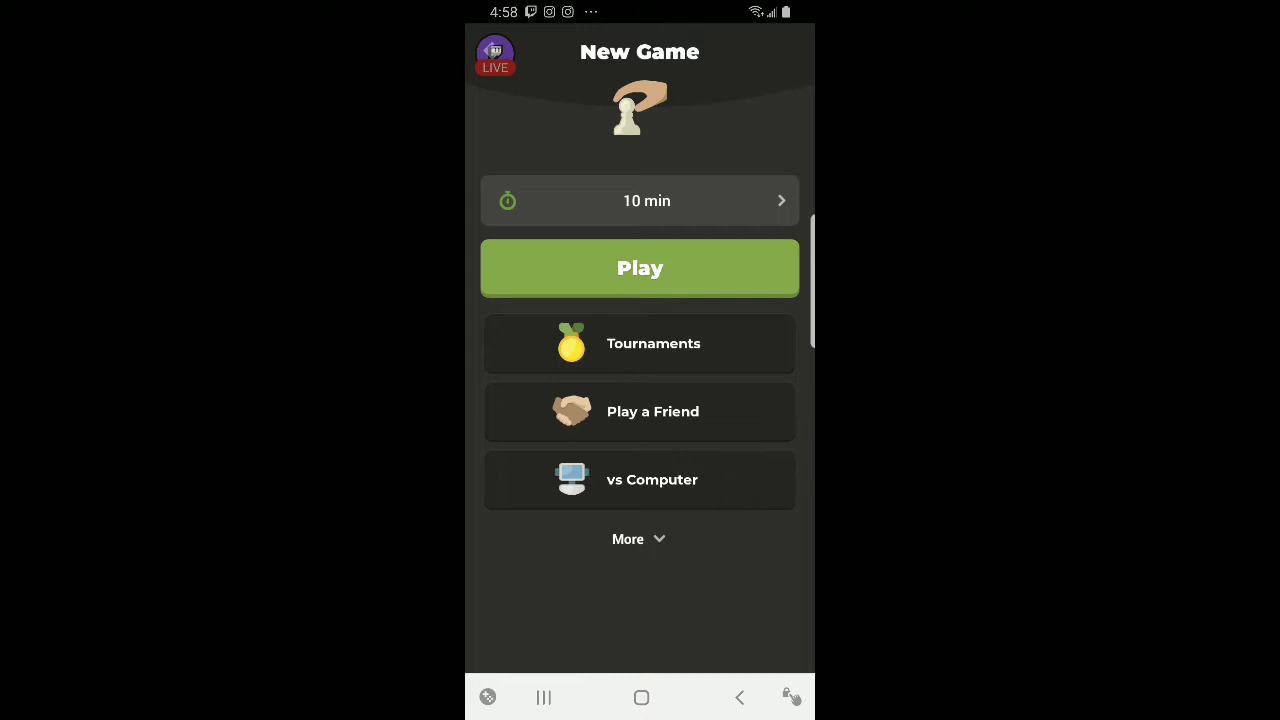 4:58
LIVE
New Game
10 min
Play
Tournaments
Play a Friend
vs Computer
More